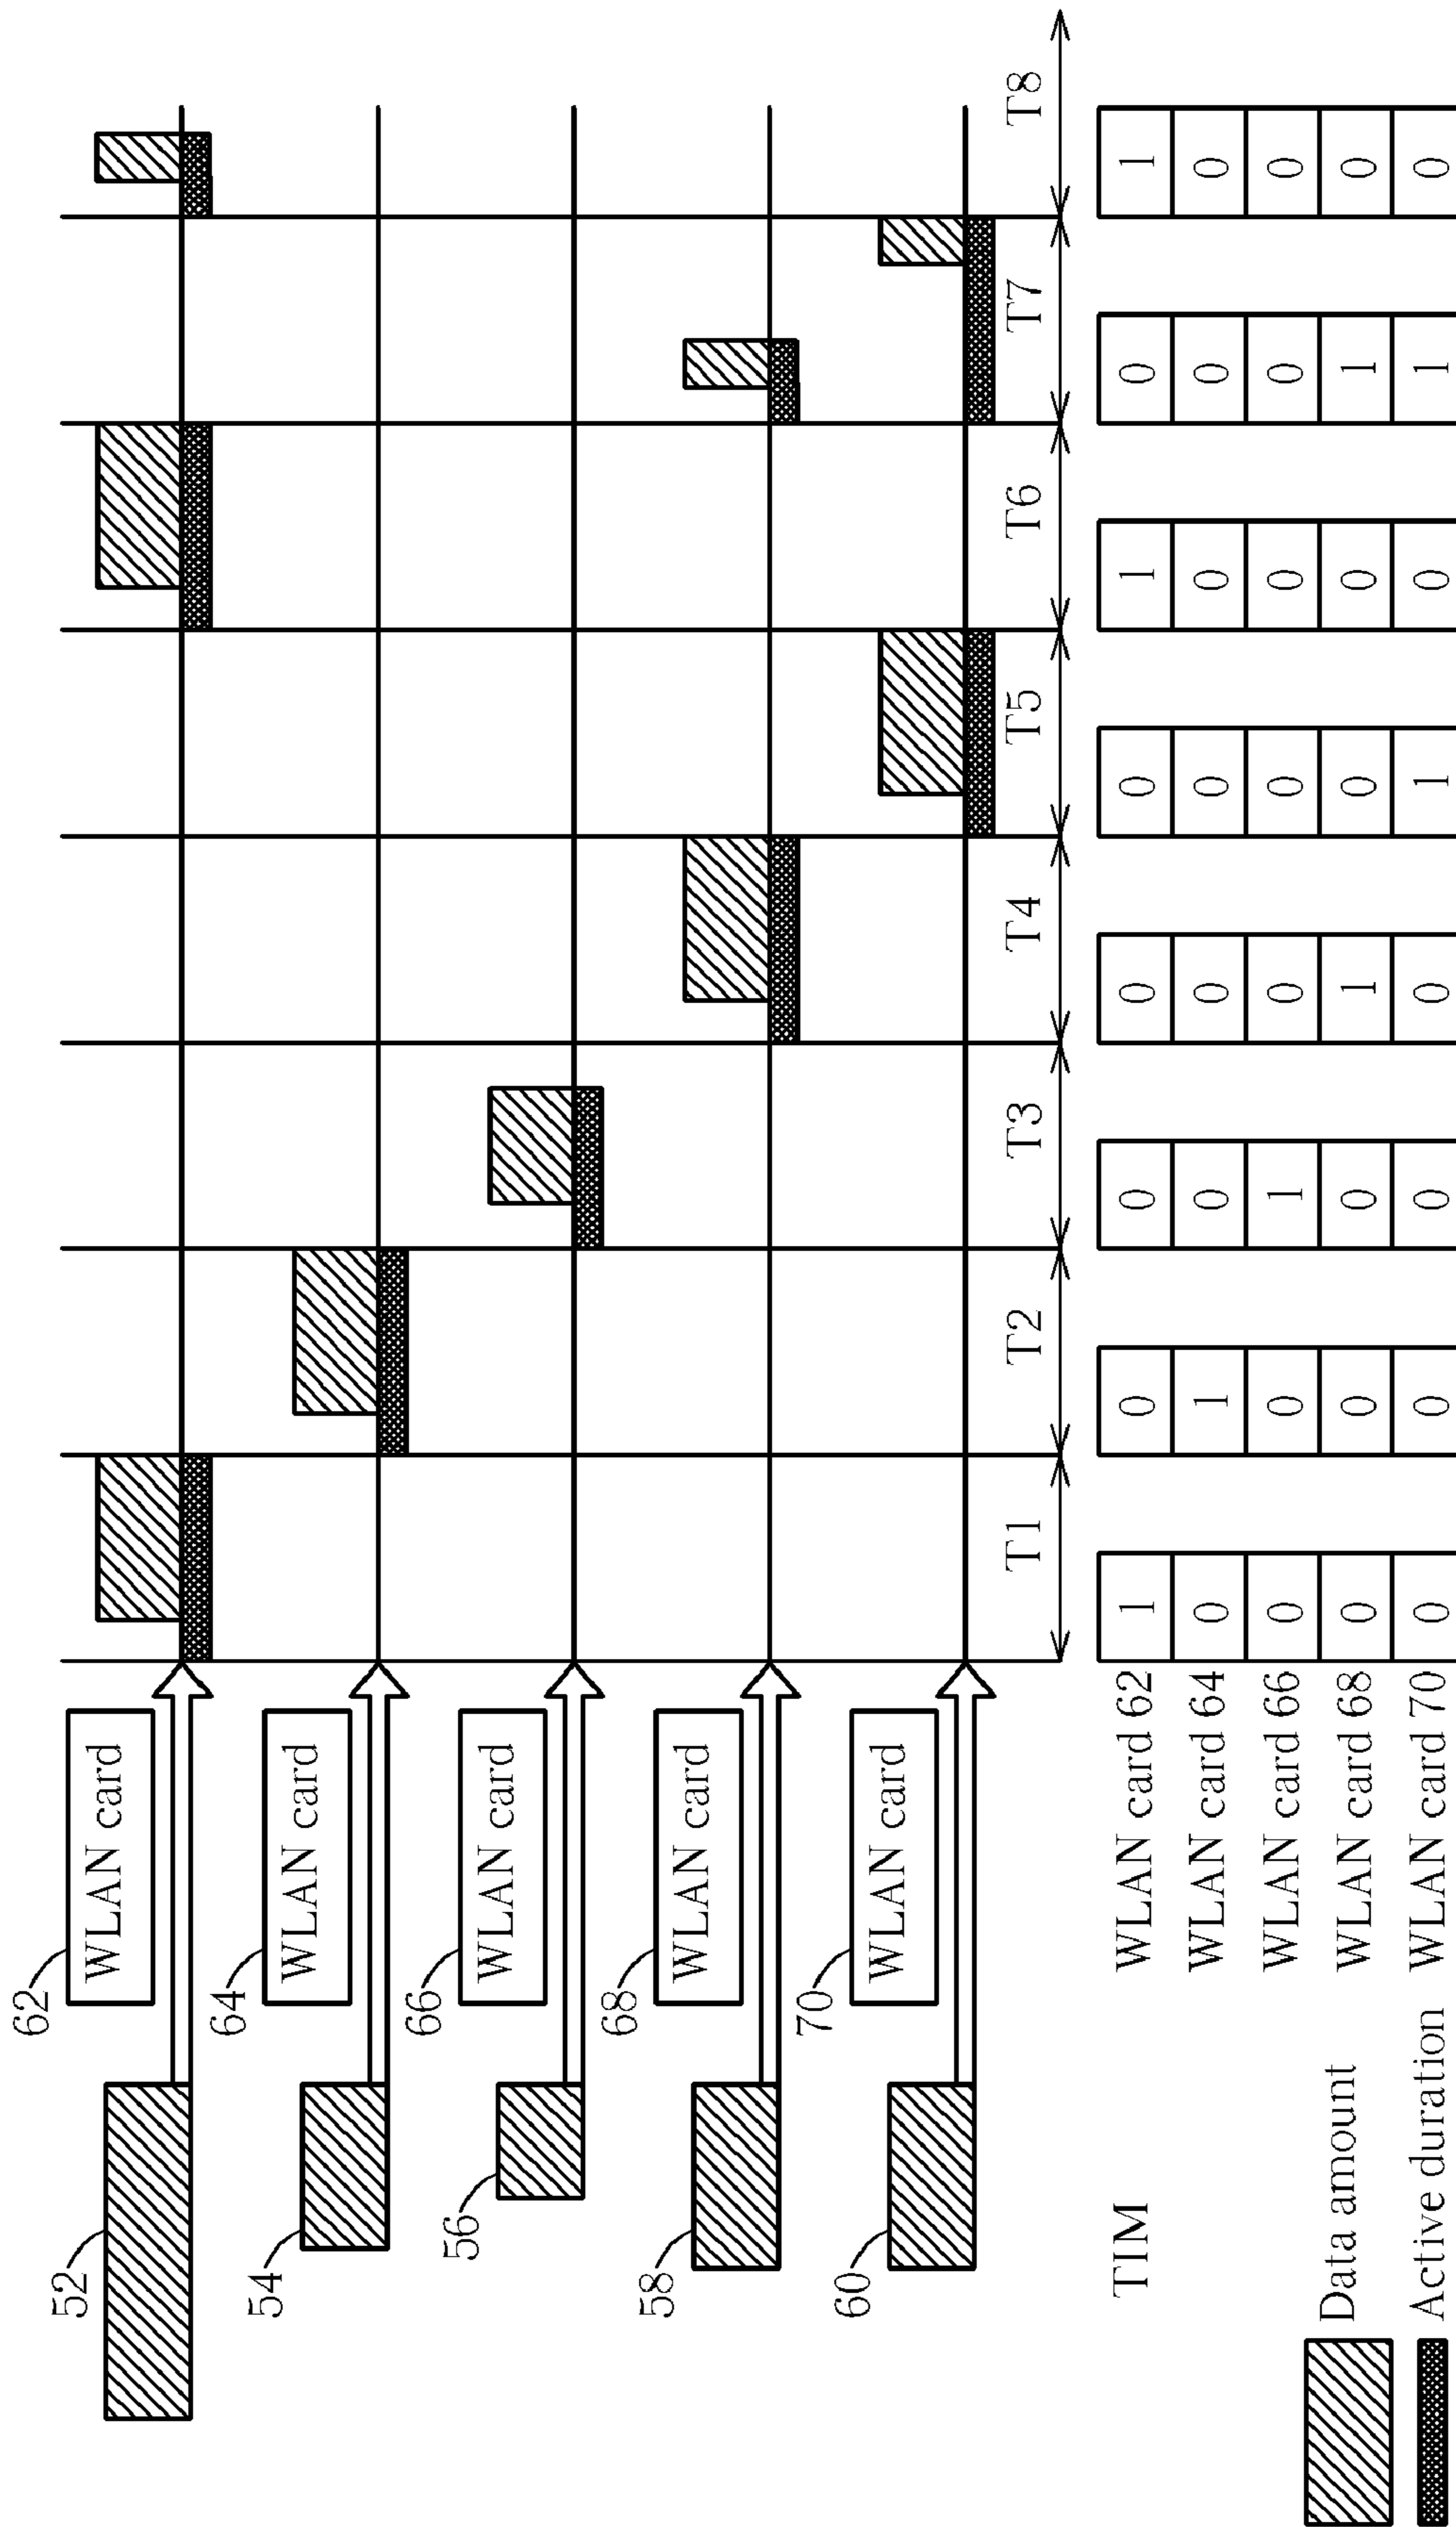 52
62
WLAN card
54
64
WLAN card
56
66
WLAN card
58
68
WLAN card
60
70
WLAN card
T1 T2 T3 T4 T5 T6 T7 T8
TIM
WLAN card 62 1 0 0 0 0 1 0 1
WLAN card 64 0 1 0 0 0 0 0 0
WLAN card 66 0 0 1 0 0 0 0 0
WLAN card 68 0 0 0 1 0 0 1 0
WLAN card 70 0 0 0 0 1 0 1 0
Data amount
Active duration